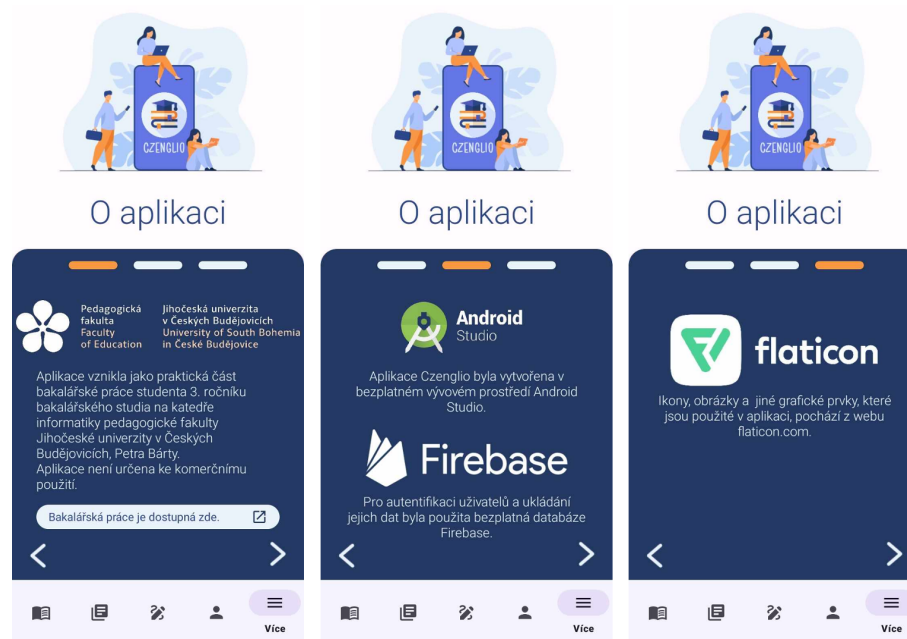 CZENGLIO
O aplikaci
Pedagogická
fakulta
Faculty
of Education
Jihočeská univerzita
v Českých Budějovicích
University of South Bohemia
in České Budějovice
Aplikace vznikla jako praktická část
bakalářské práce studenta 3. ročníku
bakalářského studia na katedře
informatiky pedagogické fakulty
Jihočeské univerzity v Českých
Budějovicích, Petra Bárty.
Aplikace není určena ke komerčnímu
použití.
Bakalářská práce je dostupná zde.
Více
CZENGLIO
O aplikaci
Android
Studio
Aplikace Czenglio byla vytvořena v
bezplatném vývovém prostředí Android
Studio.
Firebase
Pro autentifikaci uživatelů a ukládání
jejich dat byla použita bezplatná databáze
Firebase.
Více
CZENGLIO
O aplikaci
flaticon
Ikony, obrázky a jiné grafické prvky, které
jsou použité v aplikaci, pochází z webu
flaticon.com.
Více